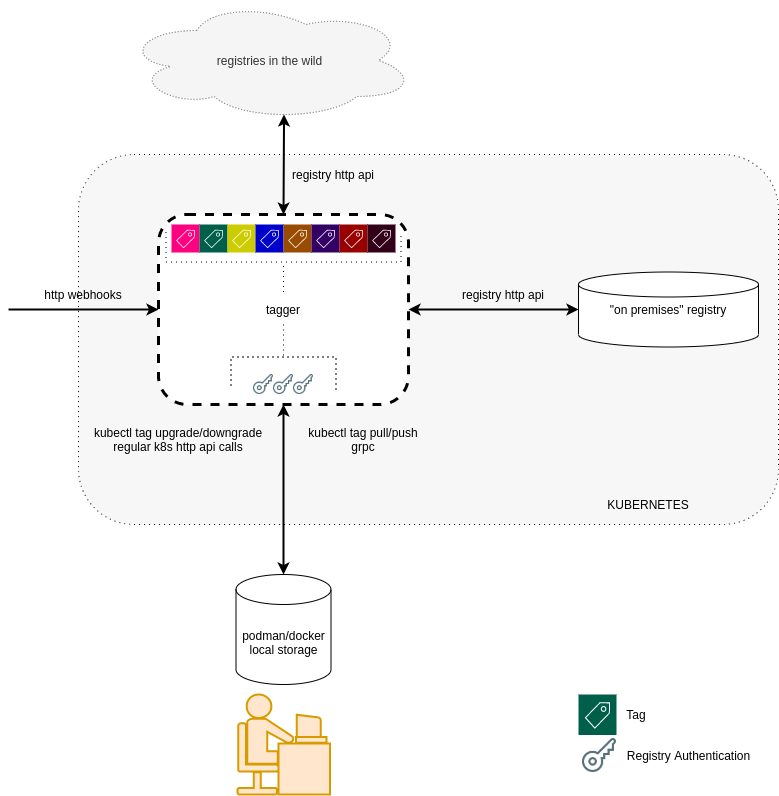 registries in the wild
registry http api
http webhooks
tagger
registry http api
"on premises" registry
kubectl tag upgrade/downgrade
regular k8s http api calls
kubectl tag pull/push
grpc
KUBERNETES
podman/docker
local storage
Tag
Registry Authentication